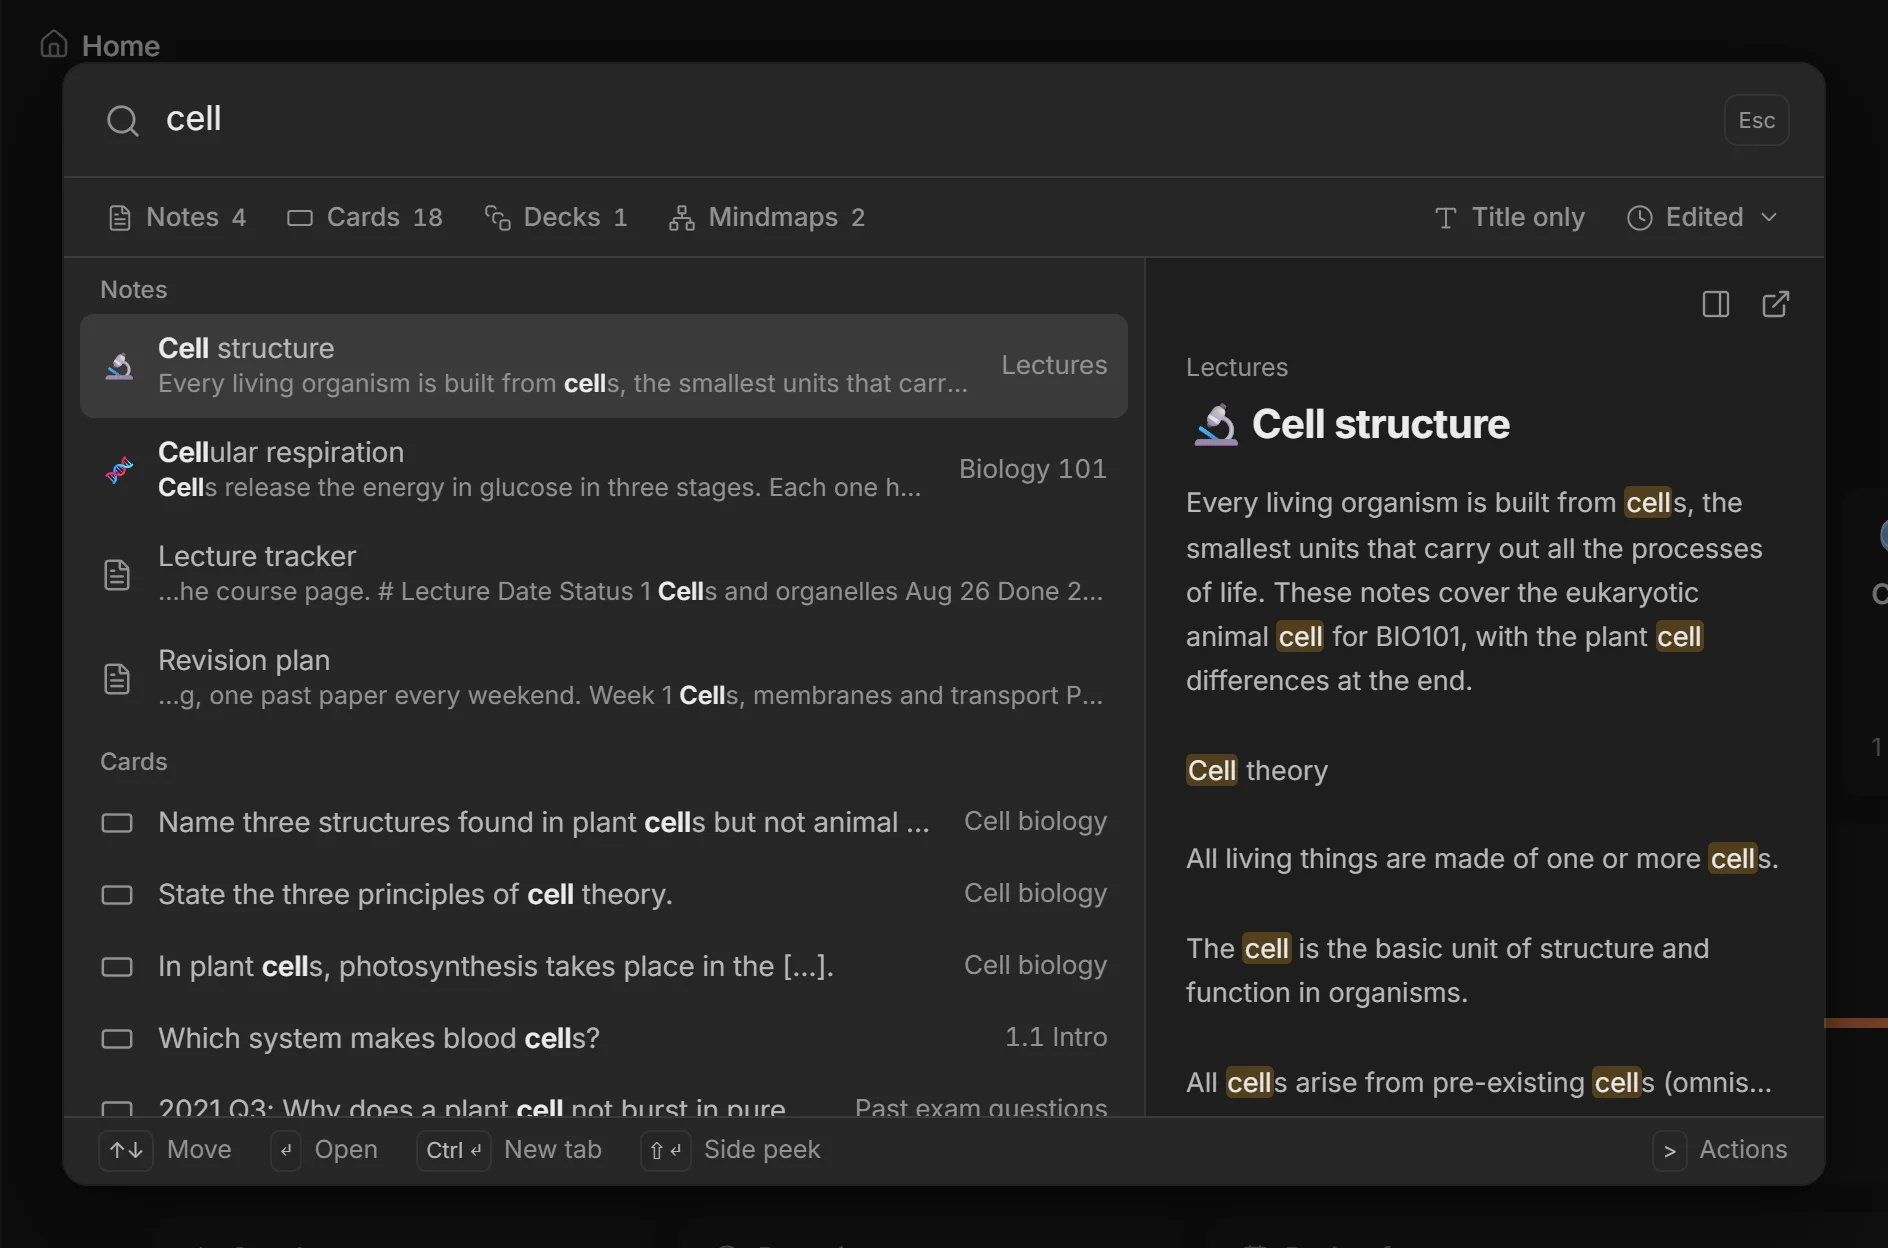 Home
cell
Esc
Notes 4 Cards 18 Decks 1 Mindmaps 2 Title only Edited
Notes
Cell structure
Every living organism is built from cells, the smallest units that carr...
Lectures
Cellular respiration
Cells release the energy in glucose in three stages. Each one h...
Biology 101
Lecture tracker
...he course page. # Lecture Date Status 1 Cells and organelles Aug 26 Done 2...
Revision plan
...g, one past paper every weekend. Week 1 Cells, membranes and transport P...
Cards
Name three structures found in plant cells but not animal ... Cell biology
State the three principles of cell theory. Cell biology
In plant cells, photosynthesis takes place in the [...]. Cell biology
Which system makes blood cells? 1.1 Intro
2021 Q3: Why does a plant cell not burst in pure Past exam questions
Lectures
Cell structure
Every living organism is built from cells, the
smallest units that carry out all the processes
of life. These notes cover the eukaryotic
animal cell for BIO101, with the plant cell
differences at the end.
Cell theory
All living things are made of one or more cells.
The cell is the basic unit of structure and
function in organisms.
All cells arise from pre-existing cells (omnis...
↑↓ Move ↵ Open Ctrl ↵ New tab ⇧ ↵ Side peek > Actions